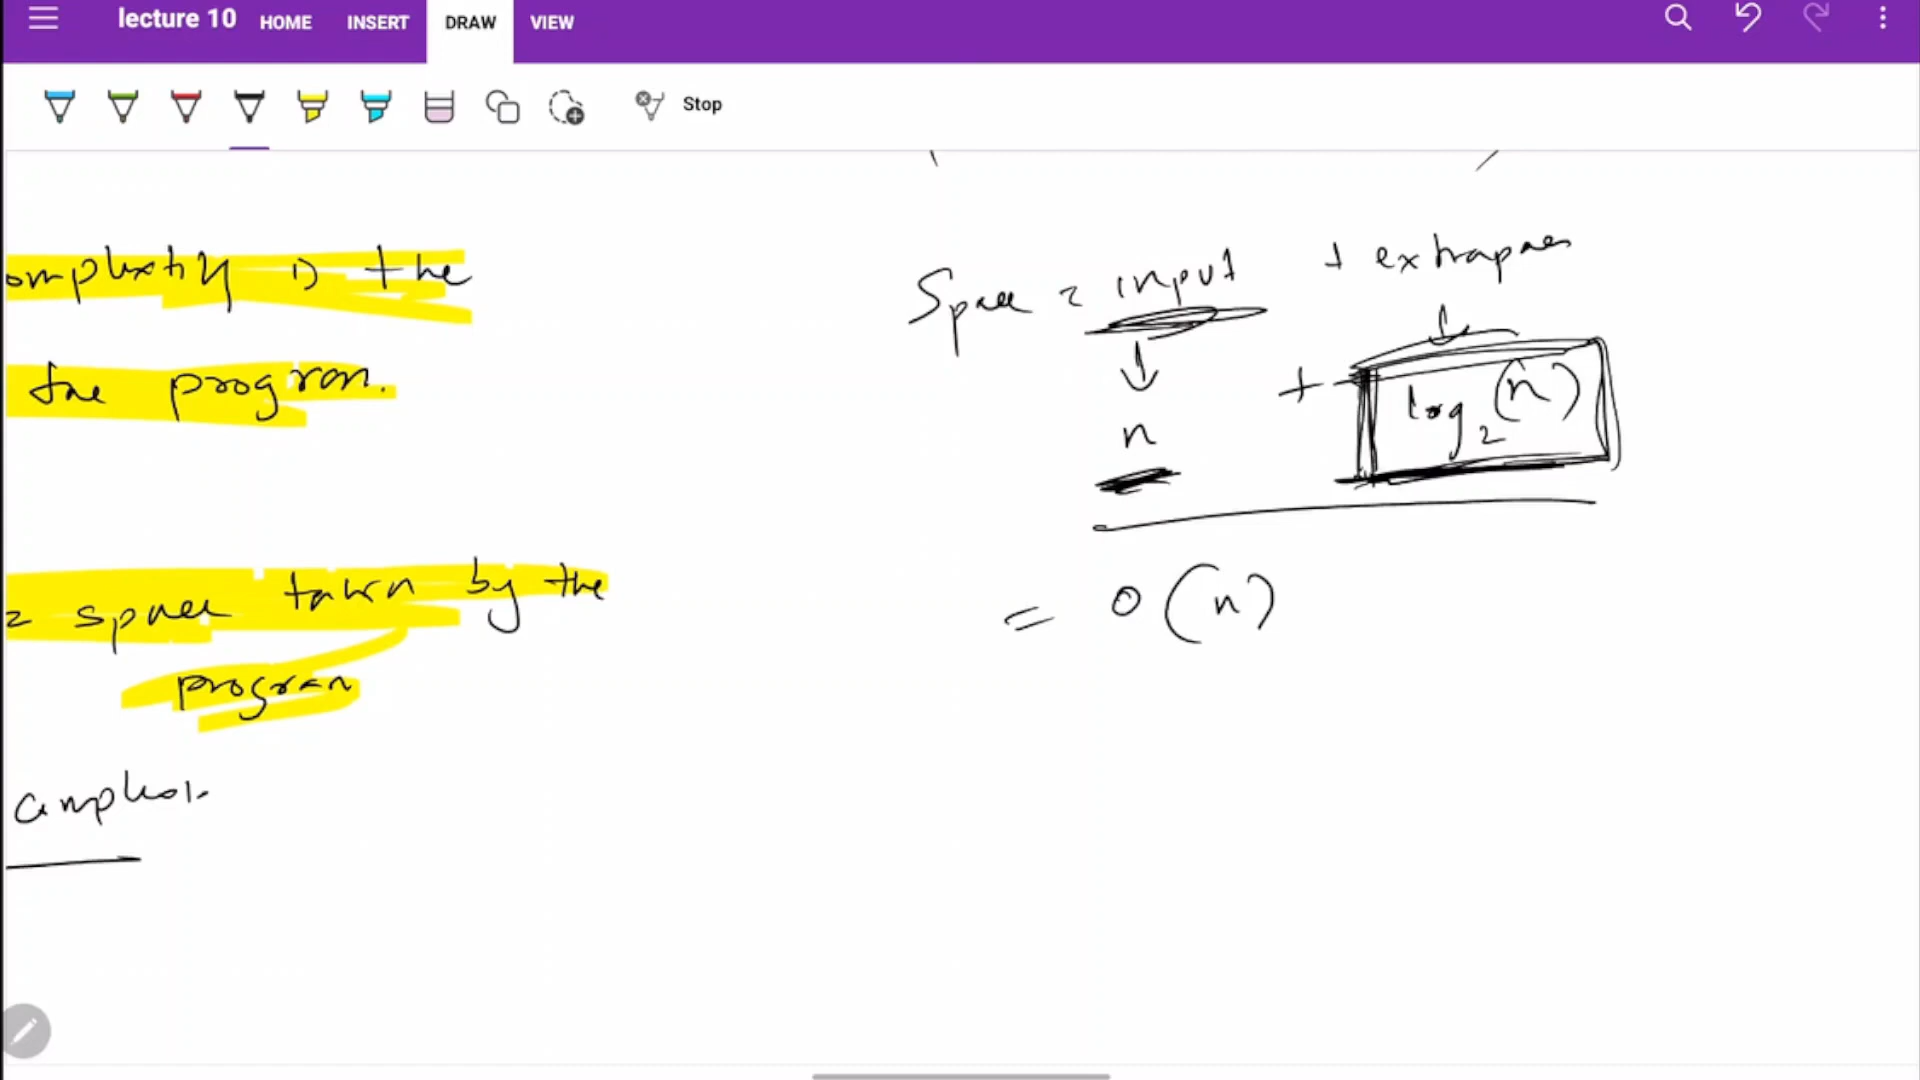 lecture 10 HOME INSERT DRAW VIEW
Stop
omplexity is the
the program.
= space taken by the
program
Space = input + extraspace
n + log2(n)
= O(n)